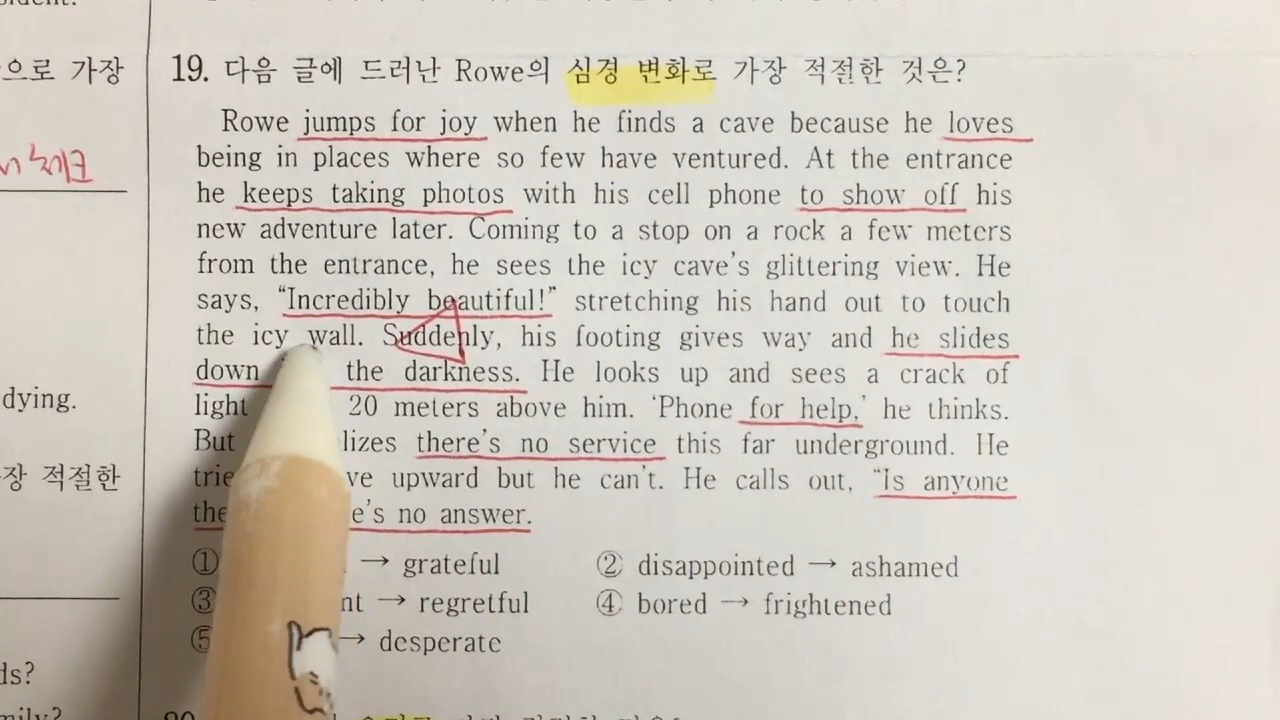 으로 가장
체크
dying.
장 적절한
ds?
mily?
19. 다음 글에 드러난 Rowe의 심경 변화로 가장 적절한 것은?
Rowe jumps for joy when he finds a cave because he loves
being in places where so few have ventured. At the entrance
he keeps taking photos with his cell phone to show off his
new adventure later. Coming to a stop on a rock a few meters
from the entrance, he sees the icy cave's glittering view. He
says, “Incredibly beautiful!” stretching his hand out to touch
the icy wall. Suddenly, his footing gives way and he slides
down the darkness. He looks up and sees a crack of
light 20 meters above him. ‘Phone for help,’ he thinks.
But lizes there's no service this far underground. He
trie ve upward but he can't. He calls out, “Is anyone
the e's no answer.
① → grateful ② disappointed → ashamed
③ nt → regretful ④ bored → frightened
⑤ → desperate